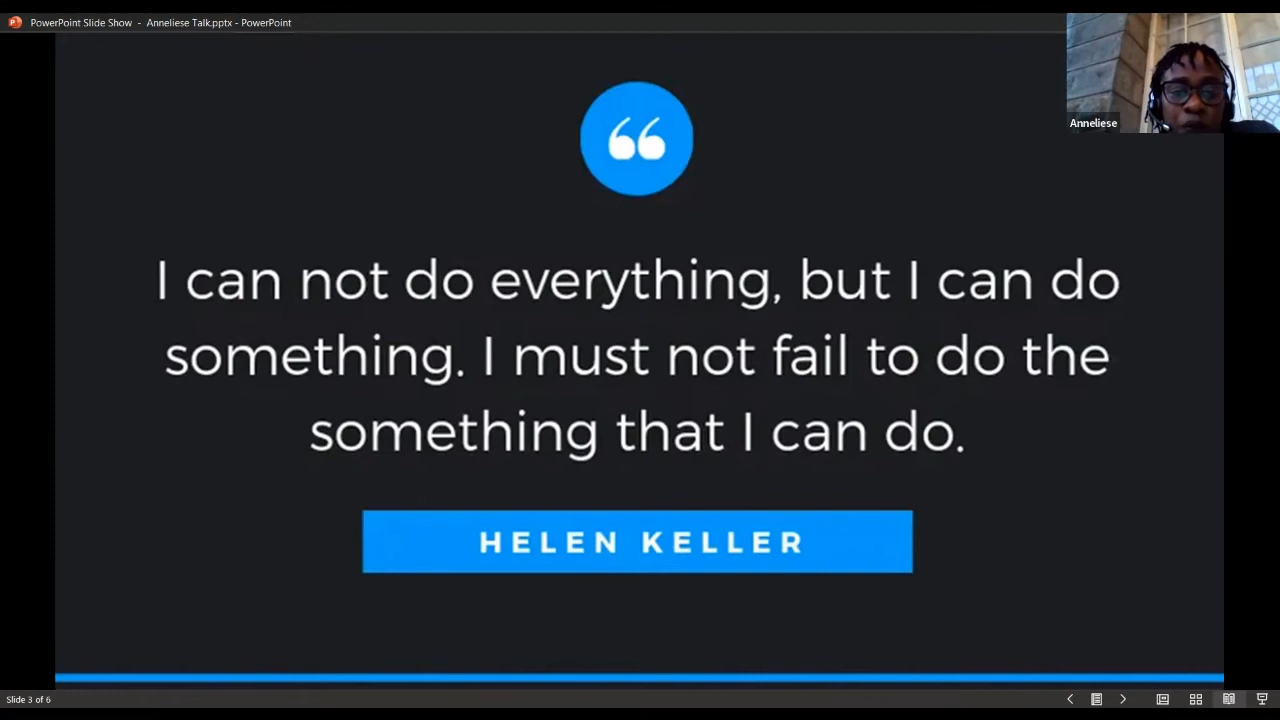 PowerPoint Slide Show - Anneliese Talk.pptx - PowerPoint
Anneliese
I can not do everything, but I can do
something. I must not fail to do the
something that I can do.
HELEN KELLER
Slide 3 of 6